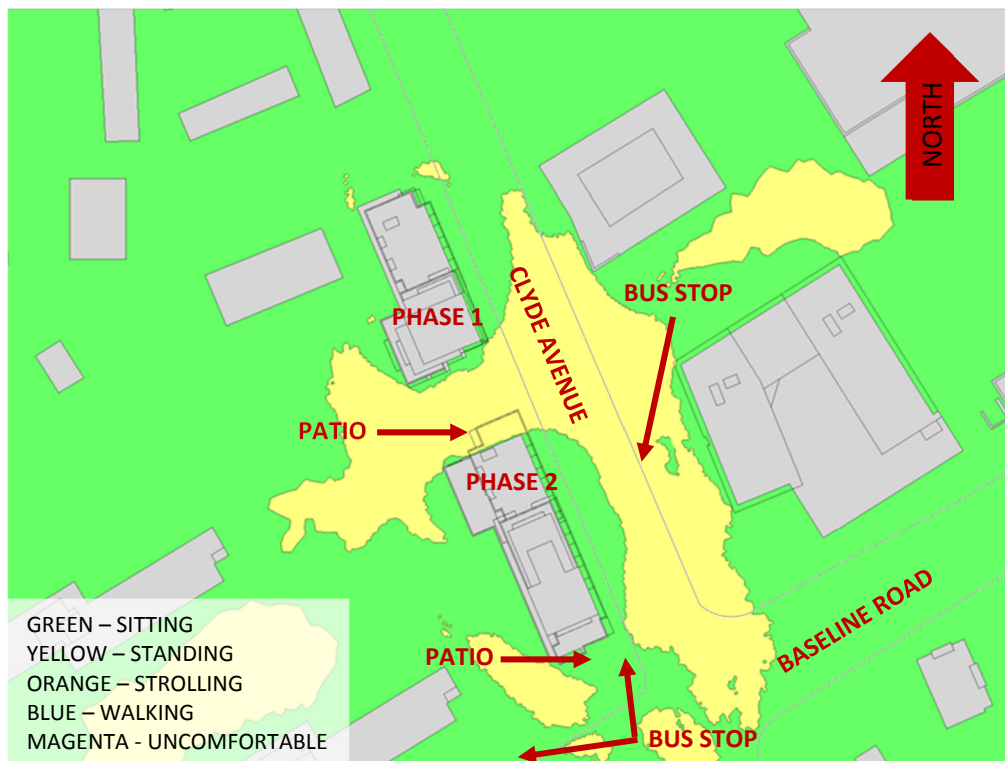 NORTH
CLYDE AVENUE
BUS STOP
PHASE 1
PATIO
PHASE 2
BASELINE ROAD
GREEN – SITTING
YELLOW – STANDING
ORANGE – STROLLING
BLUE – WALKING
MAGENTA - UNCOMFORTABLE
PATIO
BUS STOP